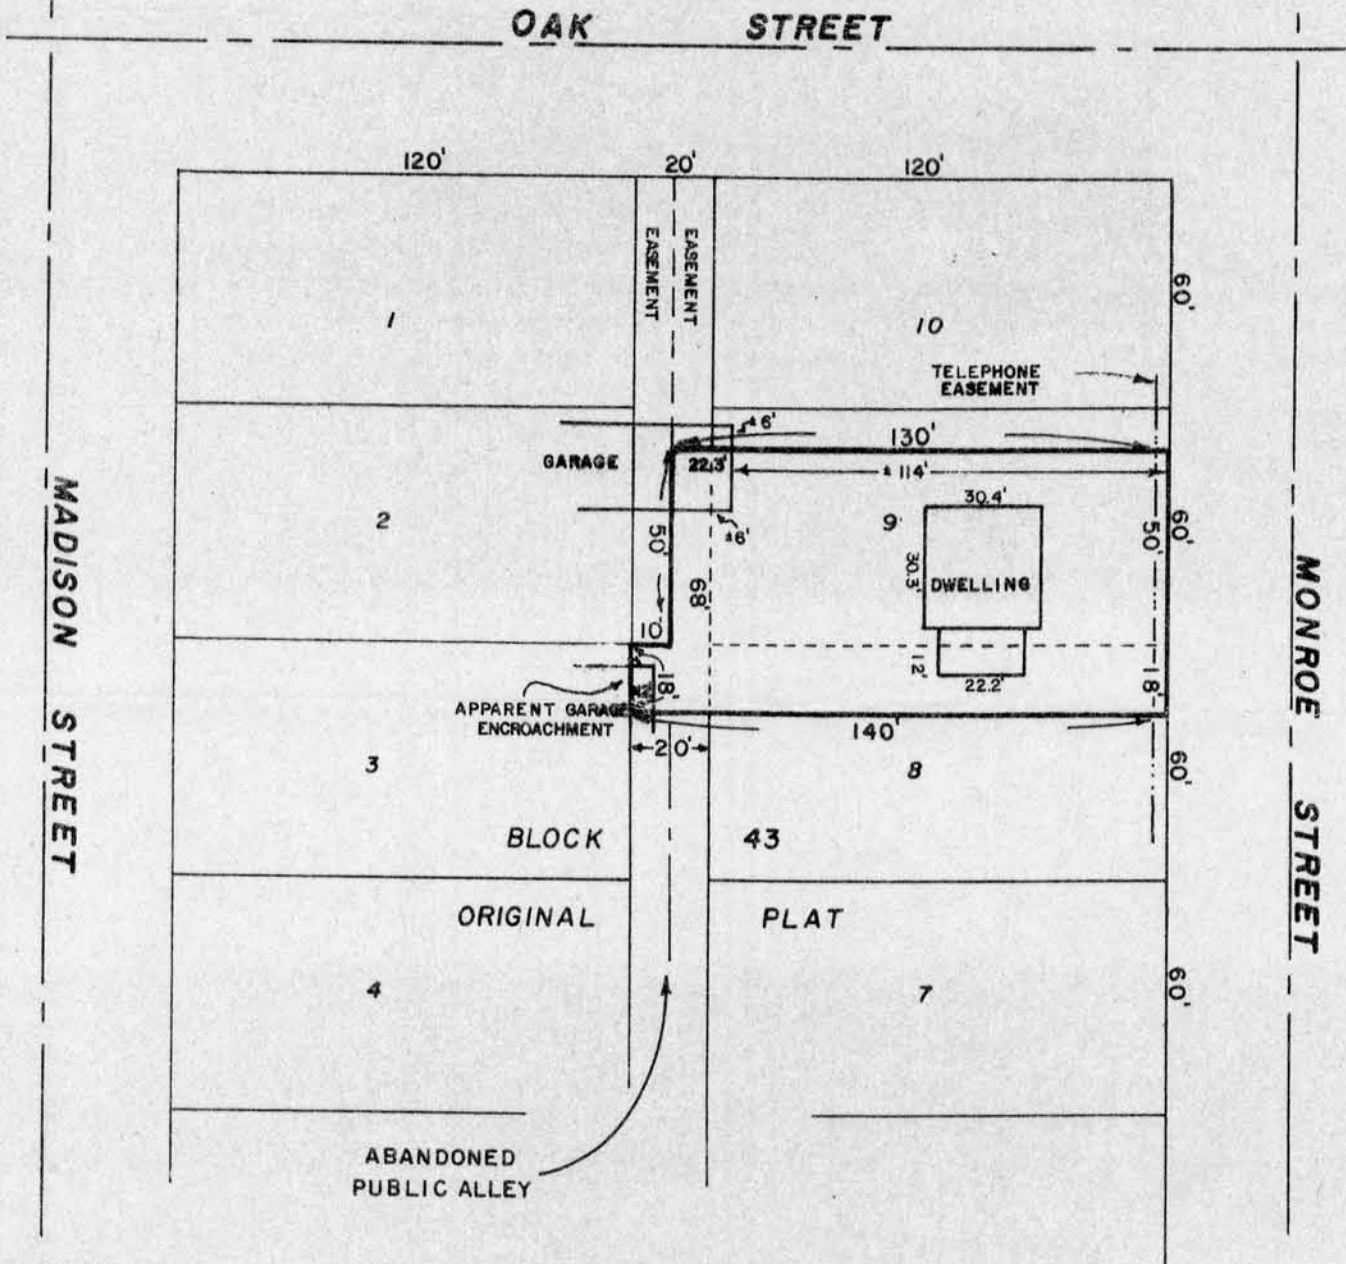 OAK STREET
120' 20' 120'
EASEMENT
EASEMENT
60'
1
10
TELEPHONE
EASEMENT
±6'
130'
GARAGE
22.3'
± 114'
30.4'
2
9
60'
50'
50'
±6'
30.3'
DWELLING
68'
10'
18'
12'
22.2'
18'
APPARENT GARAGE
ENCROACHMENT
20'
140'
3
8
60'
MADISON STREET
MONROE STREET
BLOCK 43
ORIGINAL PLAT
4
7
60'
ABANDONED
PUBLIC ALLEY